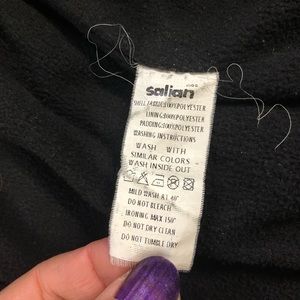 KIDS
salian
SHELL FABRIC:100%POLYESTER
LINING:100%POLYESTER
PADDING:100%POLYESTER
WASHING INSTRUCTIONS
WASH WITH
SIMILAR COLORS
WASH INSIDE OUT
MILD WASH AT 40°
DO NOT BLEACH
IRONING MAX 150°
DO NOT DRY CLEAN
DO NOT TUMBLE DRY